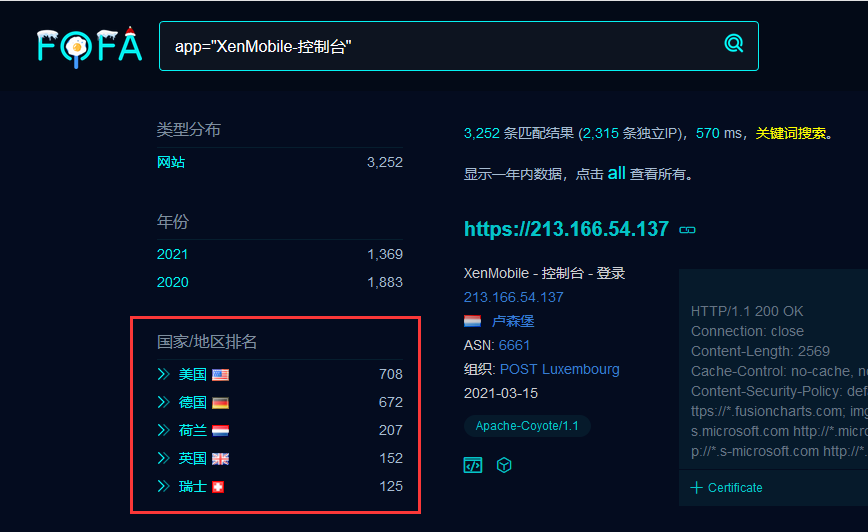 FOFA
app="XenMobile-控制台"
类型分布
网站 3,252
年份
2021 1,369
2020 1,883
国家/地区排名
美国 708
德国 672
荷兰 207
英国 152
瑞士 125
3,252 条匹配结果 (2,315 条独立IP)，570 ms，关键词搜索。
显示一年内数据，点击 all 查看所有。
https://213.166.54.137
XenMobile - 控制台 - 登录
213.166.54.137
卢森堡
ASN: 6661
组织: POST Luxembourg
2021-03-15
Apache-Coyote/1.1
HTTP/1.1 200 OK
Connection: close
Content-Length: 2569
Cache-Control: no-cache, no
Content-Security-Policy: defa
ttps://*.fusioncharts.com; img
s.microsoft.com http://*.micro
p://*.s-microsoft.com http://*.
Certificate